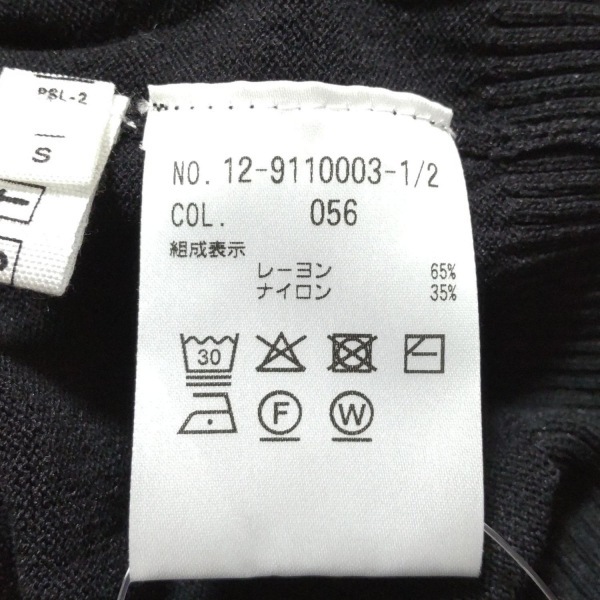 PSL-2
S
NO. 12-9110003-1/2
COL. 056
組成表示
レーヨン 65%
ナイロン 35%
30
F W